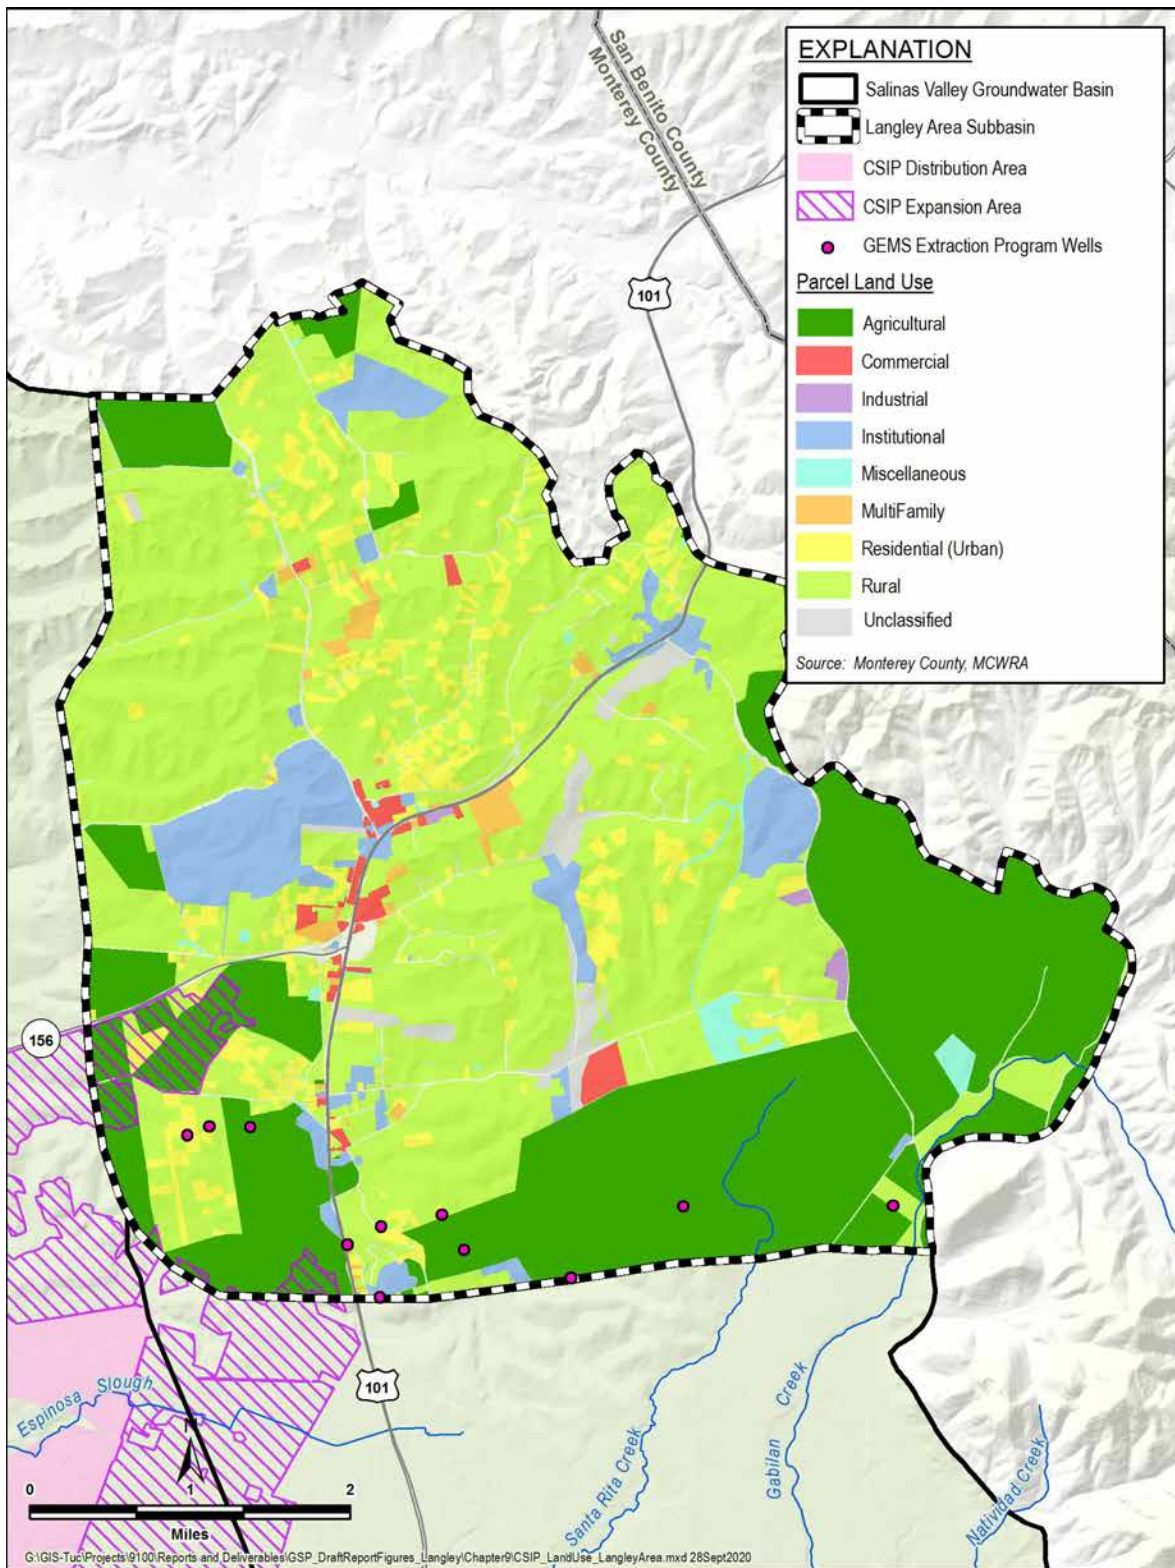 San Benito County
Monterey County
101
EXPLANATION
Salinas Valley Groundwater Basin
Langley Area Subbasin
CSIP Distribution Area
CSIP Expansion Area
GEMS Extraction Program Wells
Parcel Land Use
Agricultural
Commercial
Industrial
Institutional
Miscellaneous
MultiFamily
Residential (Urban)
Rural
Unclassified
Source: Monterey County, MCWRA
156
101
Espinosa Slough
Santa Rita Creek
Gabilan Creek
Natividad Creek
N
0 1 2
Miles
G:\GIS-Tuc\Projects\9100\Reports and Deliverables\GSP_DraftReportFigures_Langley\Chapter9\CSIP_LandUse_LangleyArea.mxd 28Sept2020